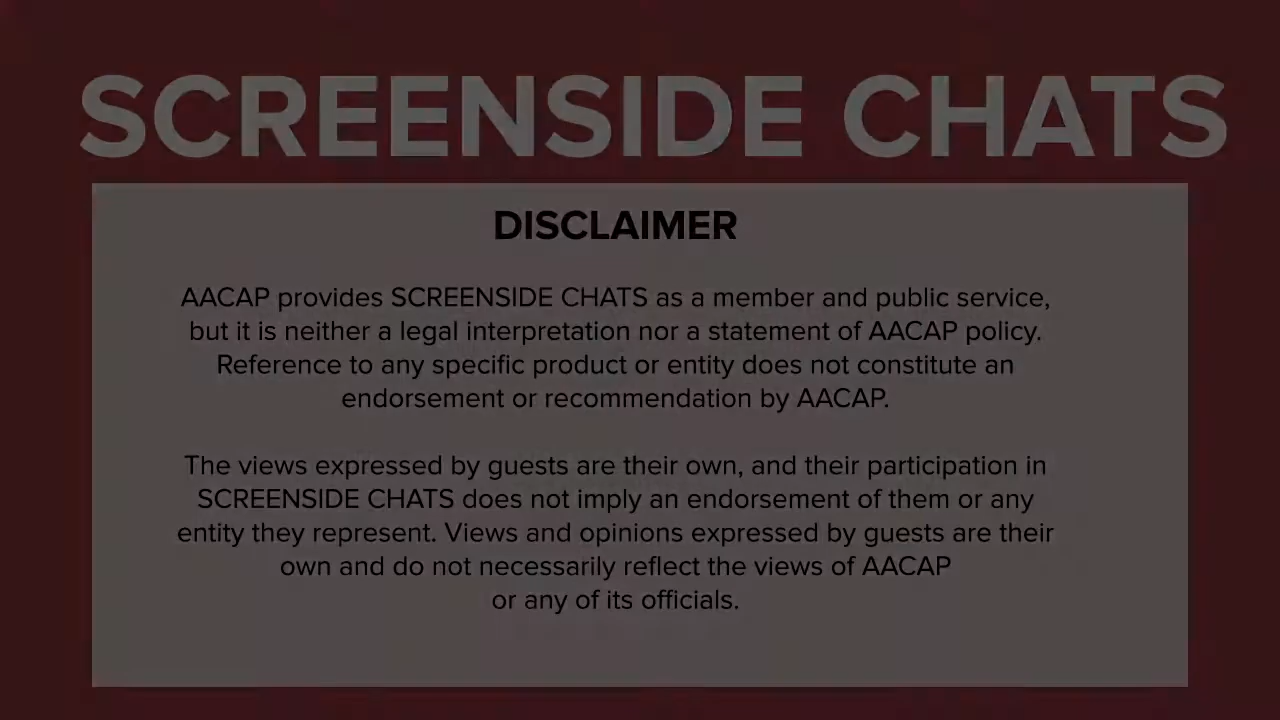 SCREENSIDE CHATS
DISCLAIMER
AACAP provides SCREENSIDE CHATS as a member and public service,
but it is neither a legal interpretation nor a statement of AACAP policy.
Reference to any specific product or entity does not constitute an
endorsement or recommendation by AACAP.
The views expressed by guests are their own, and their participation in
SCREENSIDE CHATS does not imply an endorsement of them or any
entity they represent. Views and opinions expressed by guests are their
own and do not necessarily reflect the views of AACAP
or any of its officials.